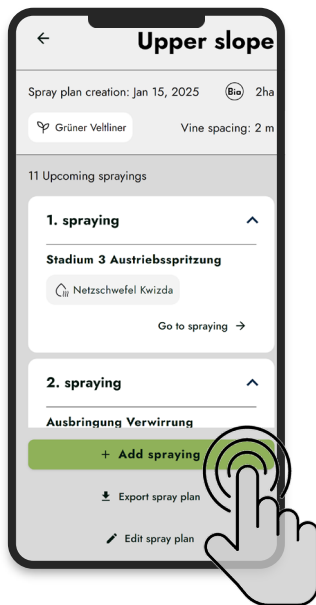 Upper slope
Spray plan creation: Jan 15, 2025 Bio 2ha
Grüner Veltliner Vine spacing: 2 m
11 Upcoming sprayings
1. spraying
Stadium 3 Austriebsspritzung
Netzschwefel Kwizda
Go to spraying →
2. spraying
Ausbringung Verwirrung
+ Add spraying
Export spray plan
Edit spray plan